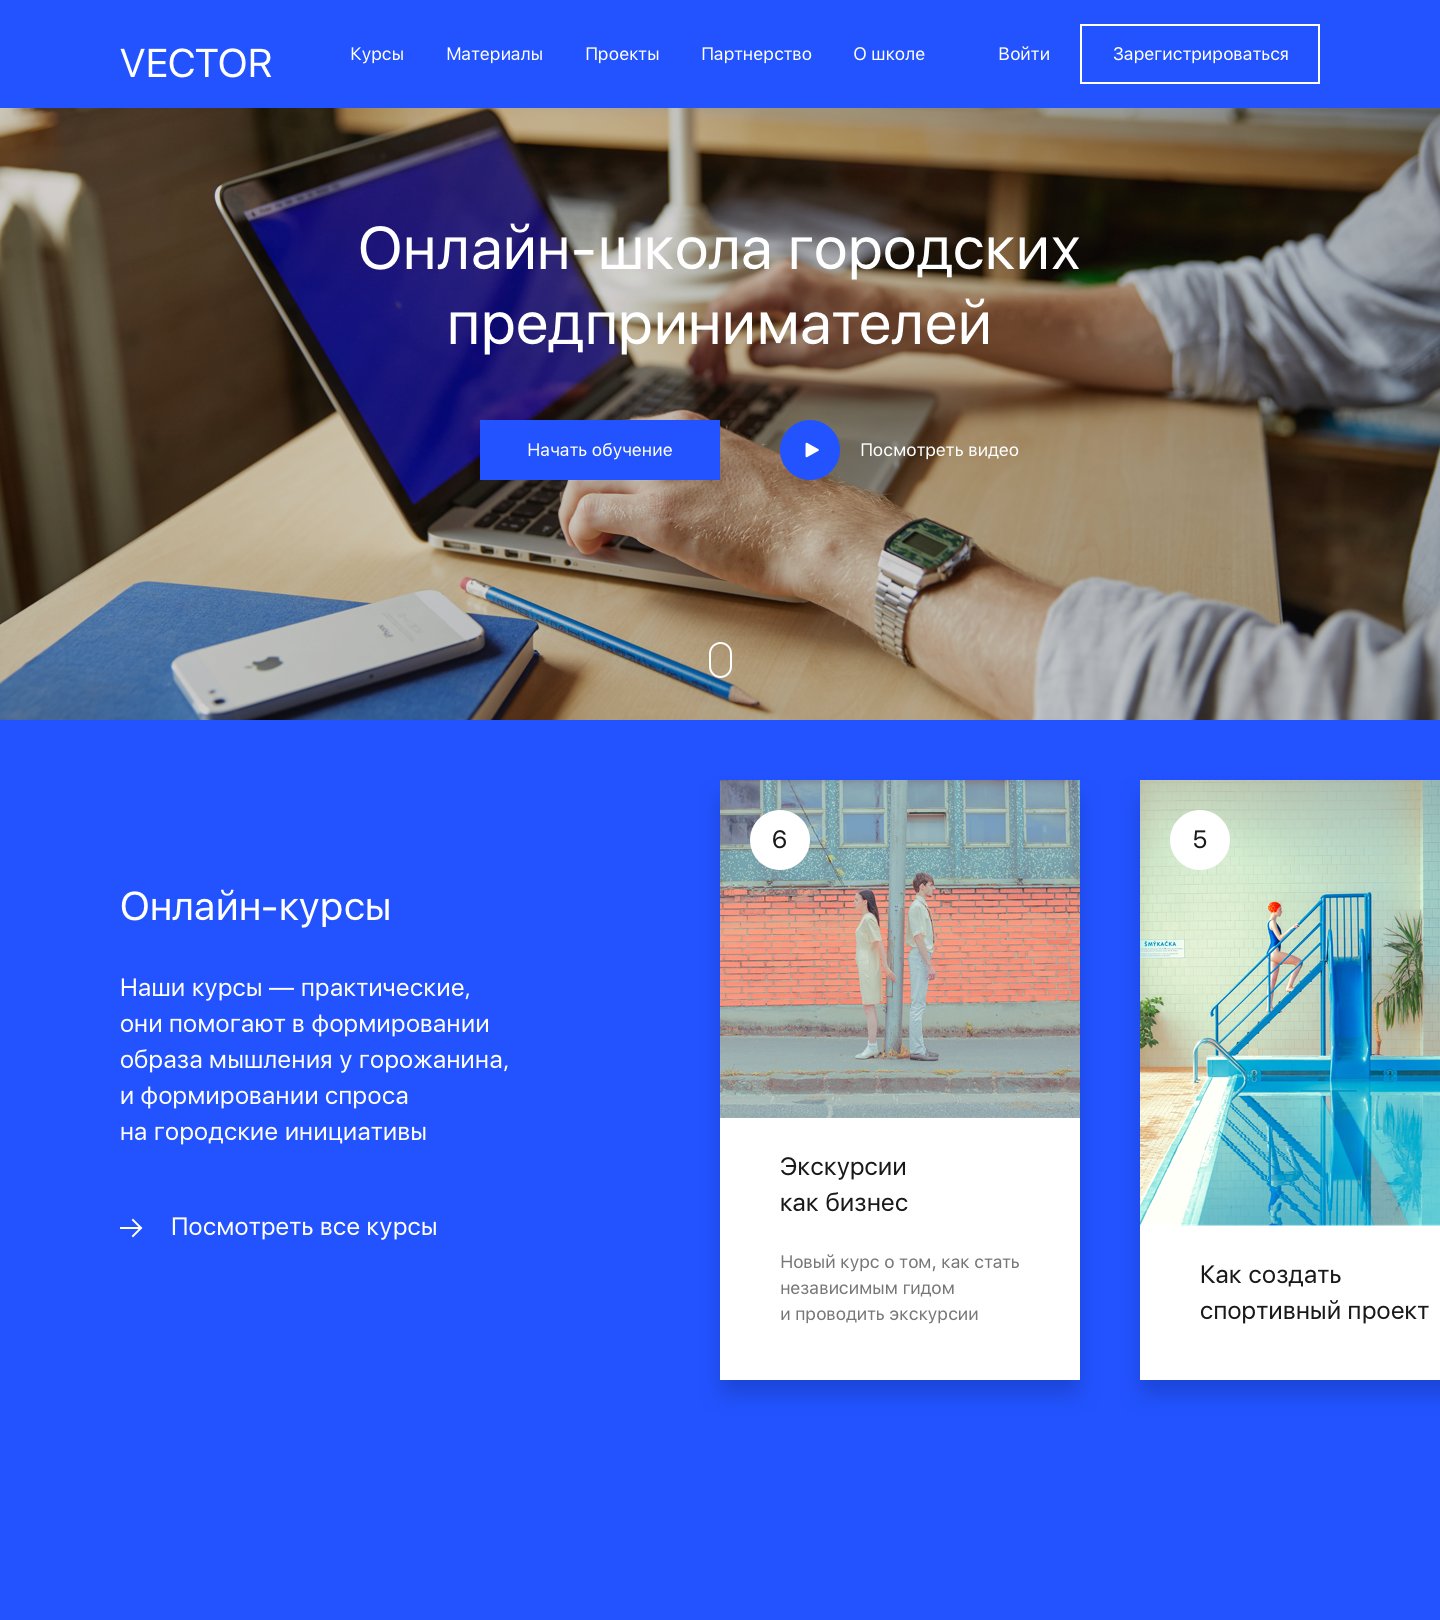 VECTOR
Курсы
Материалы
Проекты
Партнерство
О школе
Войти
Зарегистрироваться
Онлайн-школа городских
предпринимателей
Начать обучение
Посмотреть видео
iPhone
Онлайн-курсы
Наши курсы — практические,
они помогают в формировании
образа мышления у горожанина,
и формировании спроса
на городские инициативы
Посмотреть все курсы
6
Экскурсии
как бизнес
Новый курс о том, как стать
независимым гидом
и проводить экскурсии
5
ŠMÝKAČKA
Как создать
спортивный проект